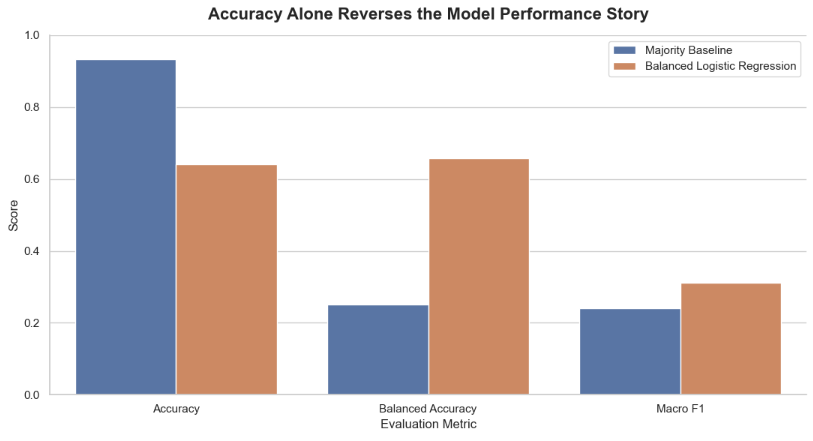 Accuracy Alone Reverses the Model Performance Story
Majority Baseline
Balanced Logistic Regression
Score
1.0
0.8
0.6
0.4
0.2
0.0
Accuracy
Balanced Accuracy
Macro F1
Evaluation Metric